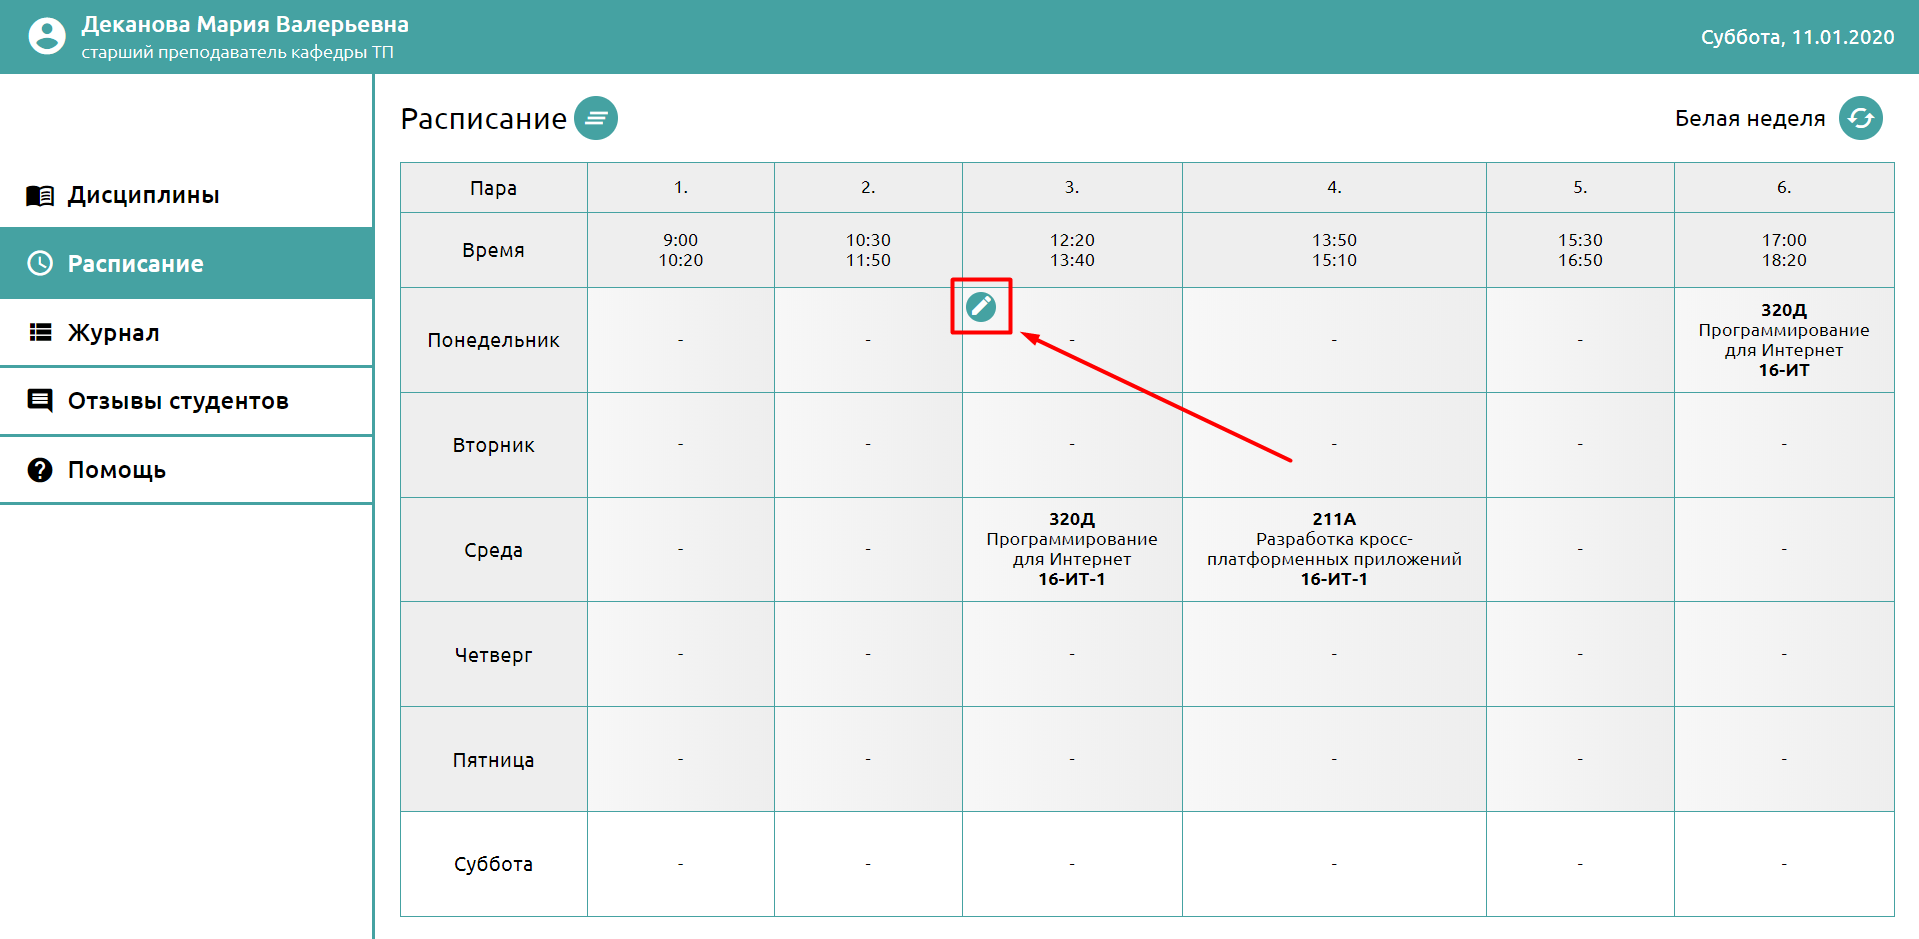 Деканова Мария Валерьевна
старший преподаватель кафедры ТП
Суббота, 11.01.2020
Дисциплины
Расписание
Журнал
Отзывы студентов
Помощь
Расписание
Белая неделя
Пара 1. 2. 3. 4. 5. 6.
Время 9:00 10:30 12:20 13:50 15:30 17:00
10:20 11:50 13:40 15:10 16:50 18:20
Понедельник - - - - - 320Д
Программирование
для Интернет
16-ИТ
Вторник - - - - - -
Среда - - 320Д
Программирование
для Интернет
16-ИТ-1
211А
Разработка кросс-
платформенных приложений
16-ИТ-1
- -
Четверг - - - - - -
Пятница - - - - - -
Суббота - - - - - -